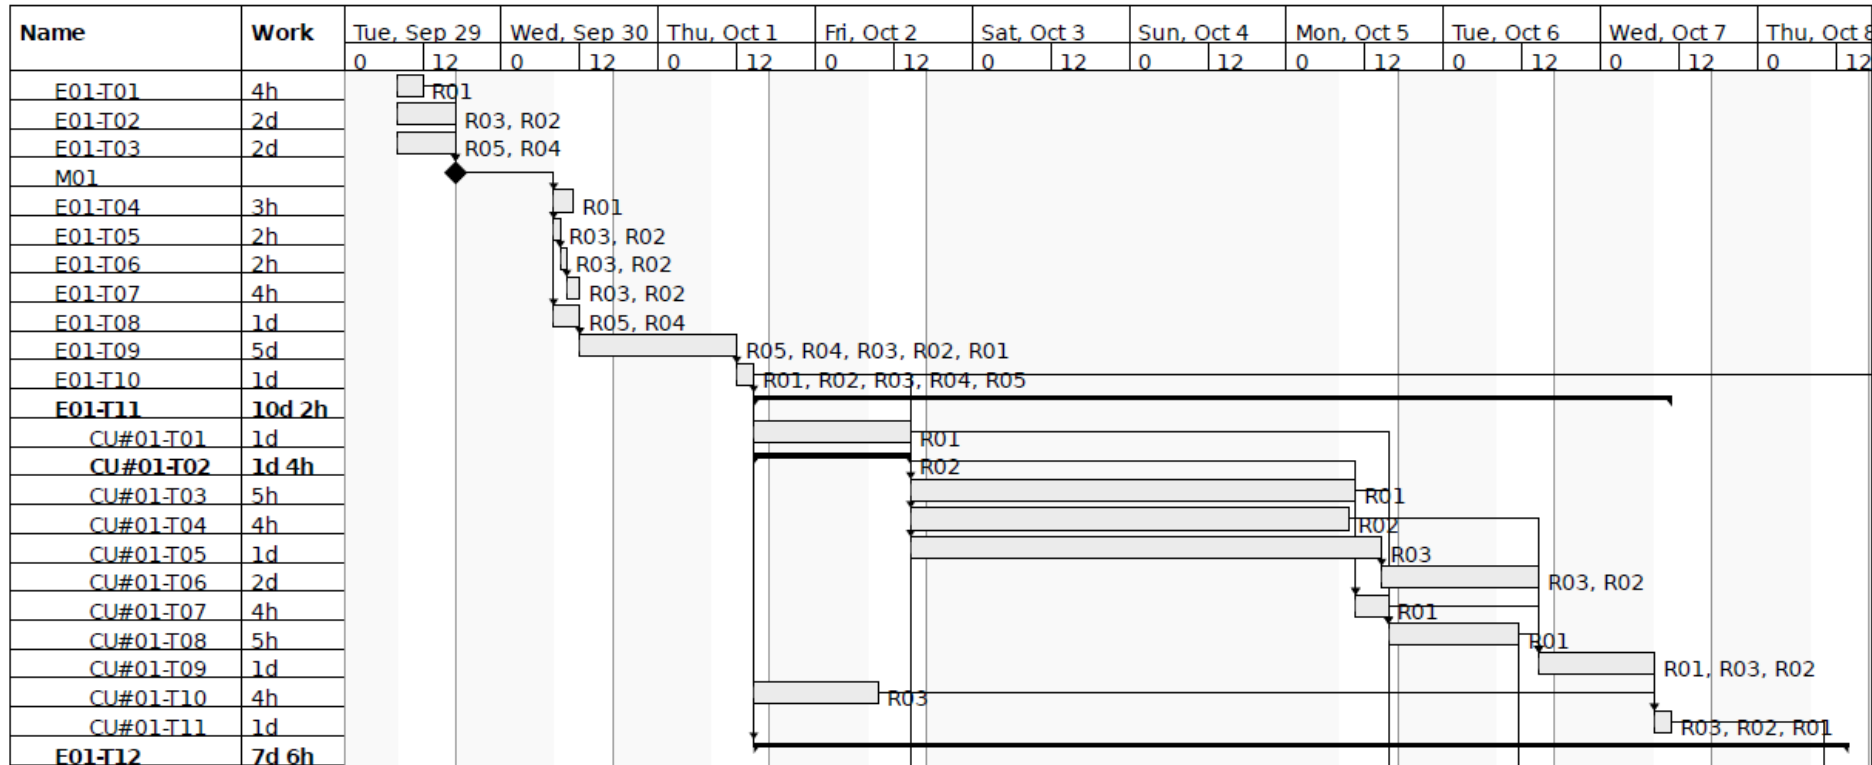 Name Work Tue, Sep 29 Wed, Sep 30 Thu, Oct 1 Fri, Oct 2 Sat, Oct 3 Sun, Oct 4 Mon, Oct 5 Tue, Oct 6 Wed, Oct 7 Thu, Oct 8
0 12 0 12 0 12 0 12 0 12 0 12 0 12 0 12 0 12 0 12
E01-T01 4h R01
E01-T02 2d R03, R02
E01-T03 2d R05, R04
M01
E01-T04 3h R01
E01-T05 2h R03, R02
E01-T06 2h R03, R02
E01-T07 4h R03, R02
E01-T08 1d R05, R04
E01-T09 5d R05, R04, R03, R02, R01
E01-T10 1d R01, R02, R03, R04, R05
E01-T11 10d 2h
CU#01-T01 1d R01
CU#01-T02 1d 4h R02
CU#01-T03 5h R01
CU#01-T04 4h R02
CU#01-T05 1d R03
CU#01-T06 2d R03, R02
CU#01-T07 4h R01
CU#01-T08 5h R01
CU#01-T09 1d R01, R03, R02
CU#01-T10 4h R03
CU#01-T11 1d R03, R02, R01
E01-T12 7d 6h